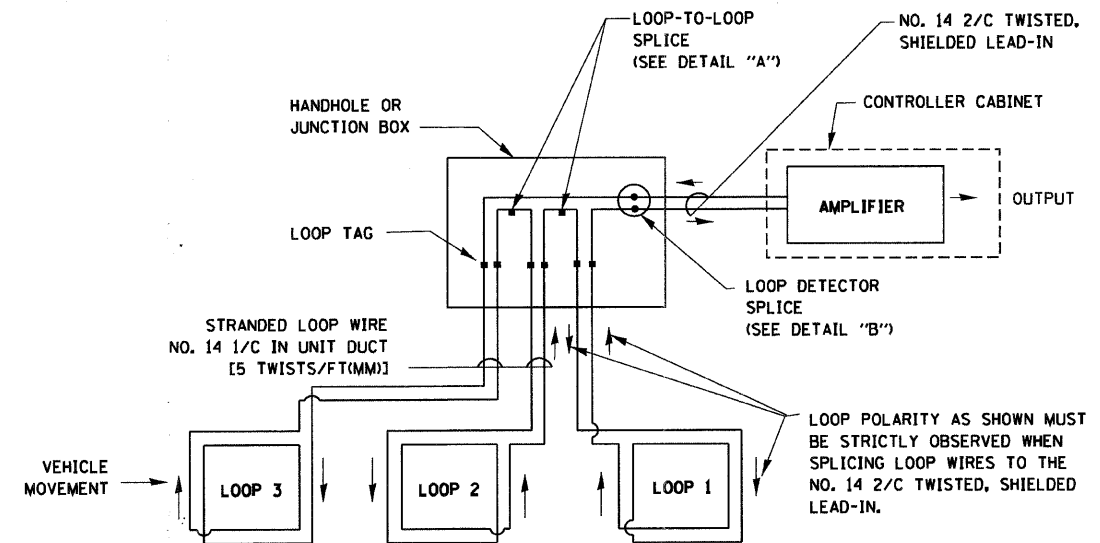 LOOP-TO-LOOP
SPLICE
(SEE DETAIL "A")
NO. 14 2/C TWISTED,
SHIELDED LEAD-IN
HANDHOLE OR
JUNCTION BOX
CONTROLLER CABINET
AMPLIFIER
OUTPUT
LOOP TAG
LOOP DETECTOR
SPLICE
(SEE DETAIL "B")
STRANDED LOOP WIRE
NO. 14 1/C IN UNIT DUCT
[5 TWISTS/FT(MM)]
LOOP POLARITY AS SHOWN MUST
BE STRICTLY OBSERVED WHEN
SPLICING LOOP WIRES TO THE
NO. 14 2/C TWISTED, SHIELDED
LEAD-IN.
VEHICLE
MOVEMENT
LOOP 3
LOOP 2
LOOP 1